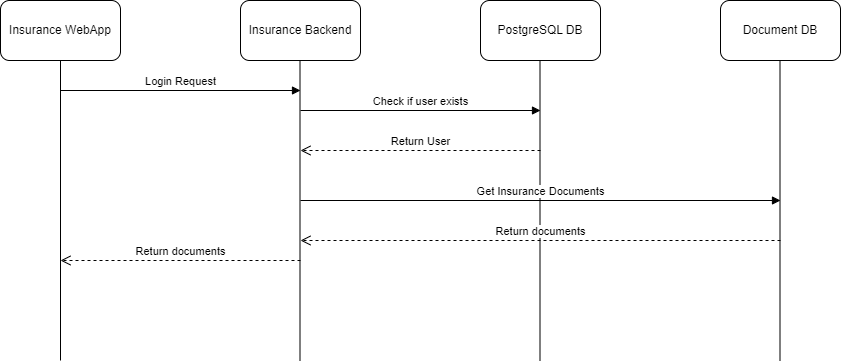 Insurance WebApp
Insurance Backend
PostgreSQL DB
Document DB
Login Request
Check if user exists
Return User
Get Insurance Documents
Return documents
Return documents